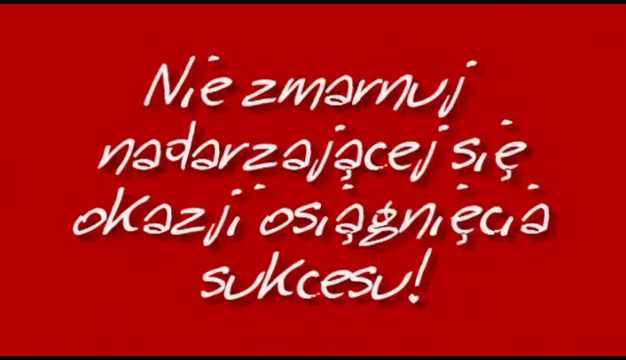 Nie zmarnuj
nadarzającej się
okazji osiągnięcia
sukcesu!